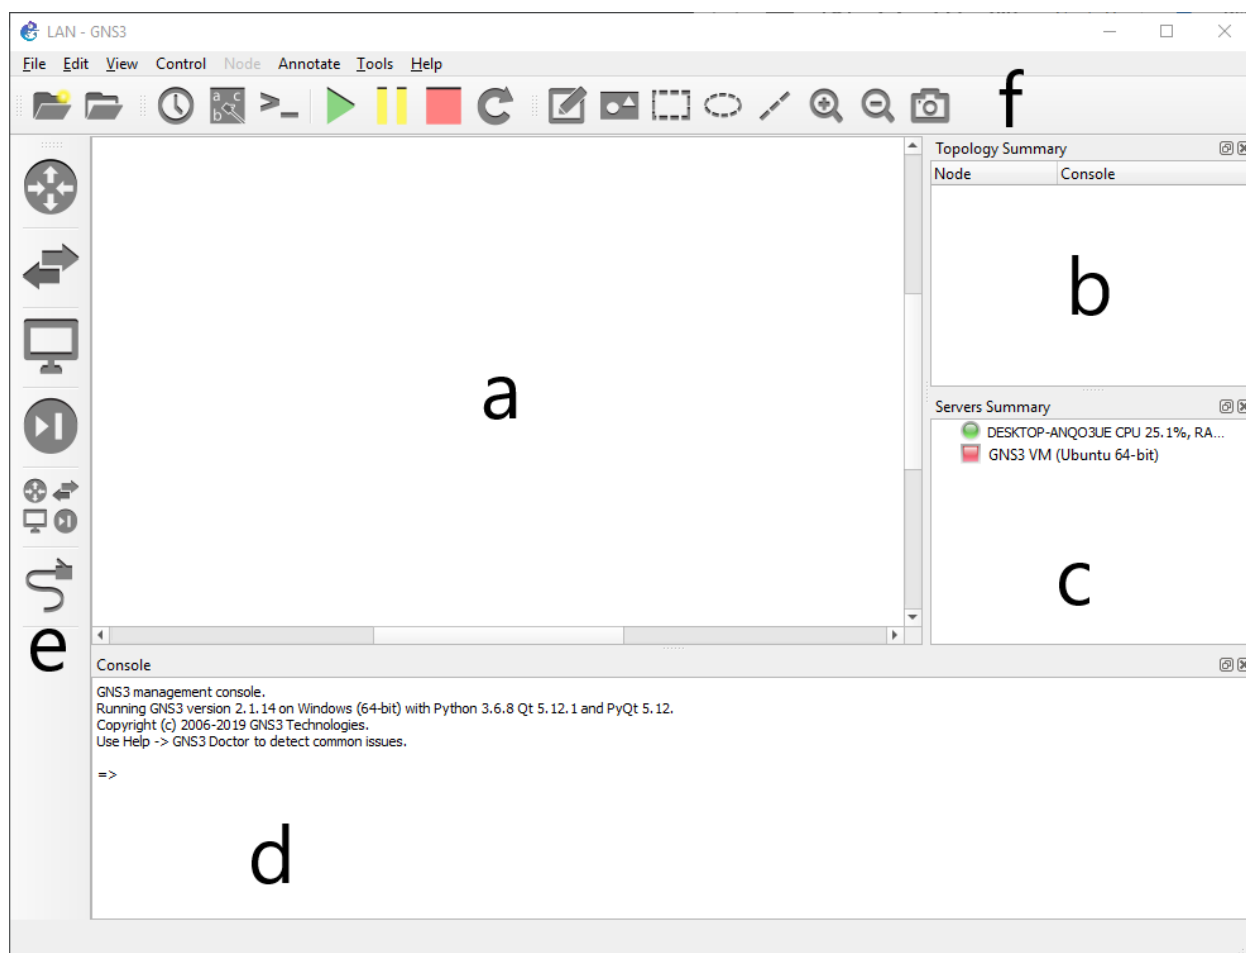 LAN - GNS3
File Edit View Control Node Annotate Tools Help
f
Topology Summary
Node Console
a
b
Servers Summary
DESKTOP-ANQO3UE CPU 25.1%, RA...
GNS3 VM (Ubuntu 64-bit)
c
e
Console
GNS3 management console.
Running GNS3 version 2.1.14 on Windows (64-bit) with Python 3.6.8 Qt 5.12.1 and PyQt 5.12.
Copyright (c) 2006-2019 GNS3 Technologies.
Use Help -> GNS3 Doctor to detect common issues.
=>
d